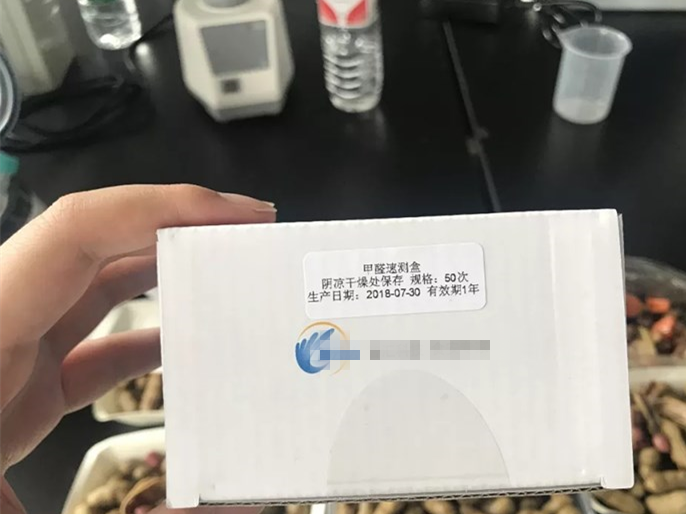 甲醛速测盒
阴凉干燥处保存 规格：50次
生产日期：2018-07-30 有效期1年